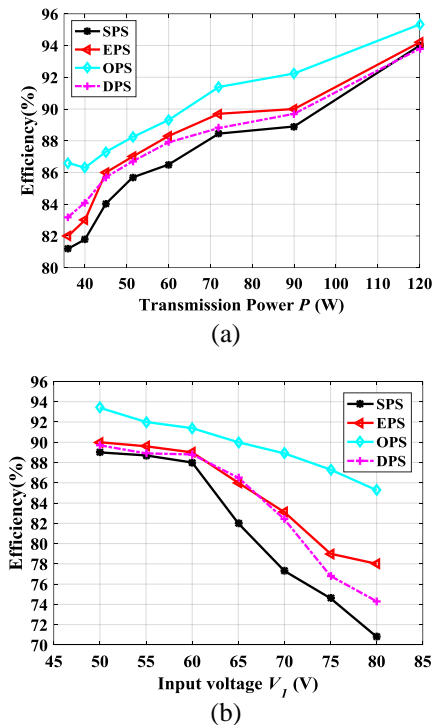 96
94
92
90
88
86
84
82
80
Efficiency(%)
SPS
EPS
OPS
DPS
40 50 60 70 80 90 100 110 120
Transmission Power P (W)
(a)
96
94
92
90
88
86
84
82
80
78
76
74
72
70
Efficiency(%)
SPS
EPS
OPS
DPS
45 50 55 60 65 70 75 80 85
Input voltage V_I (V)
(b)